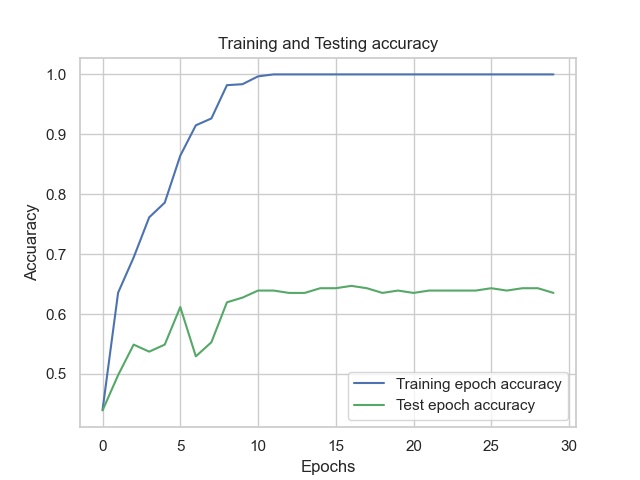 Training and Testing accuracy
1.0
0.9
0.8
0.7
0.6
0.5
Accuaracy
0 5 10 15 20 25 30
Epochs
Training epoch accuracy
Test epoch accuracy